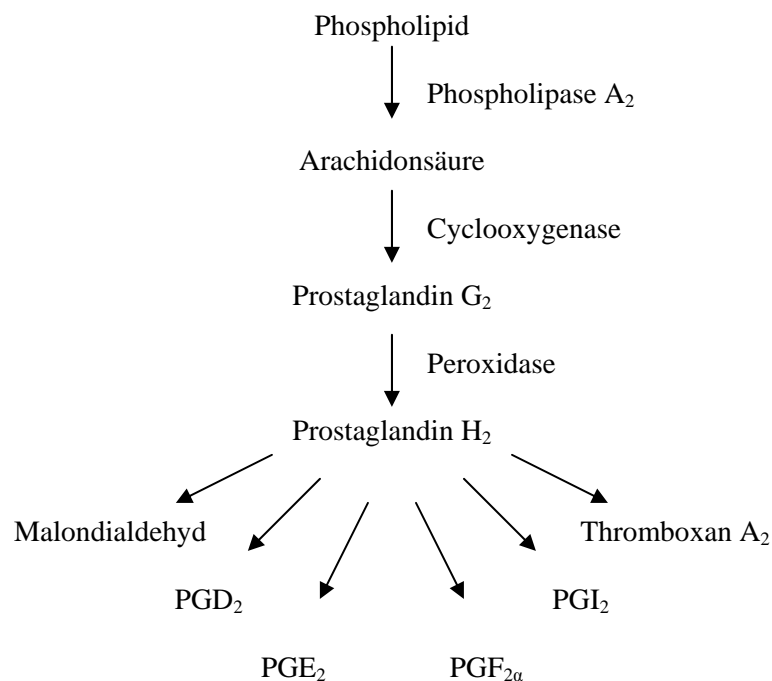 Phospholipid
Phospholipase A₂
Arachidonsäure
Cyclooxygenase
Prostaglandin G₂
Peroxidase
Prostaglandin H₂
Malondialdehyd
Thromboxan A₂
PGD₂
PGI₂
PGE₂
PGF₂α